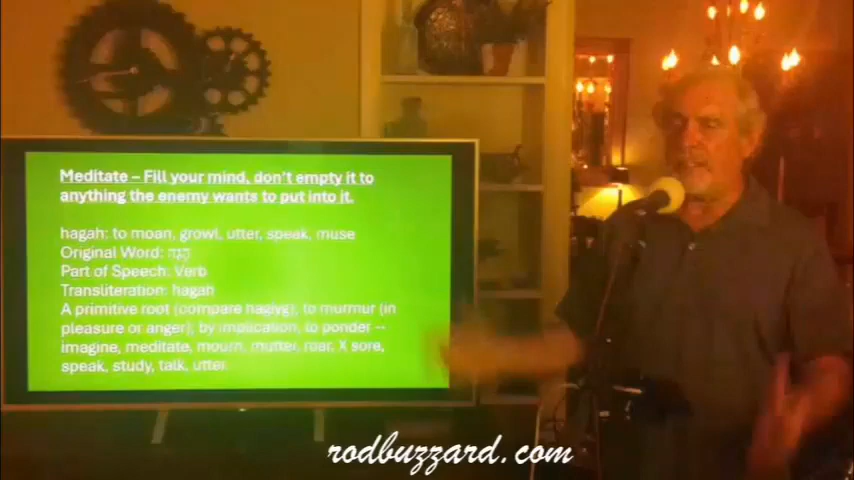 Meditate – Fill your mind, don't empty it to
anything the enemy wants to put into it.
hagah: to moan, growl, utter, speak, muse
Original Word: הָגָה
Part of Speech: Verb
Transliteration: hagah
A primitive root (compare hagiyg); to murmur (in
pleasure or anger); by implication, to ponder --
imagine, meditate, mourn, mutter, roar, X sore,
speak, study, talk, utter.
rodbuzzard.com